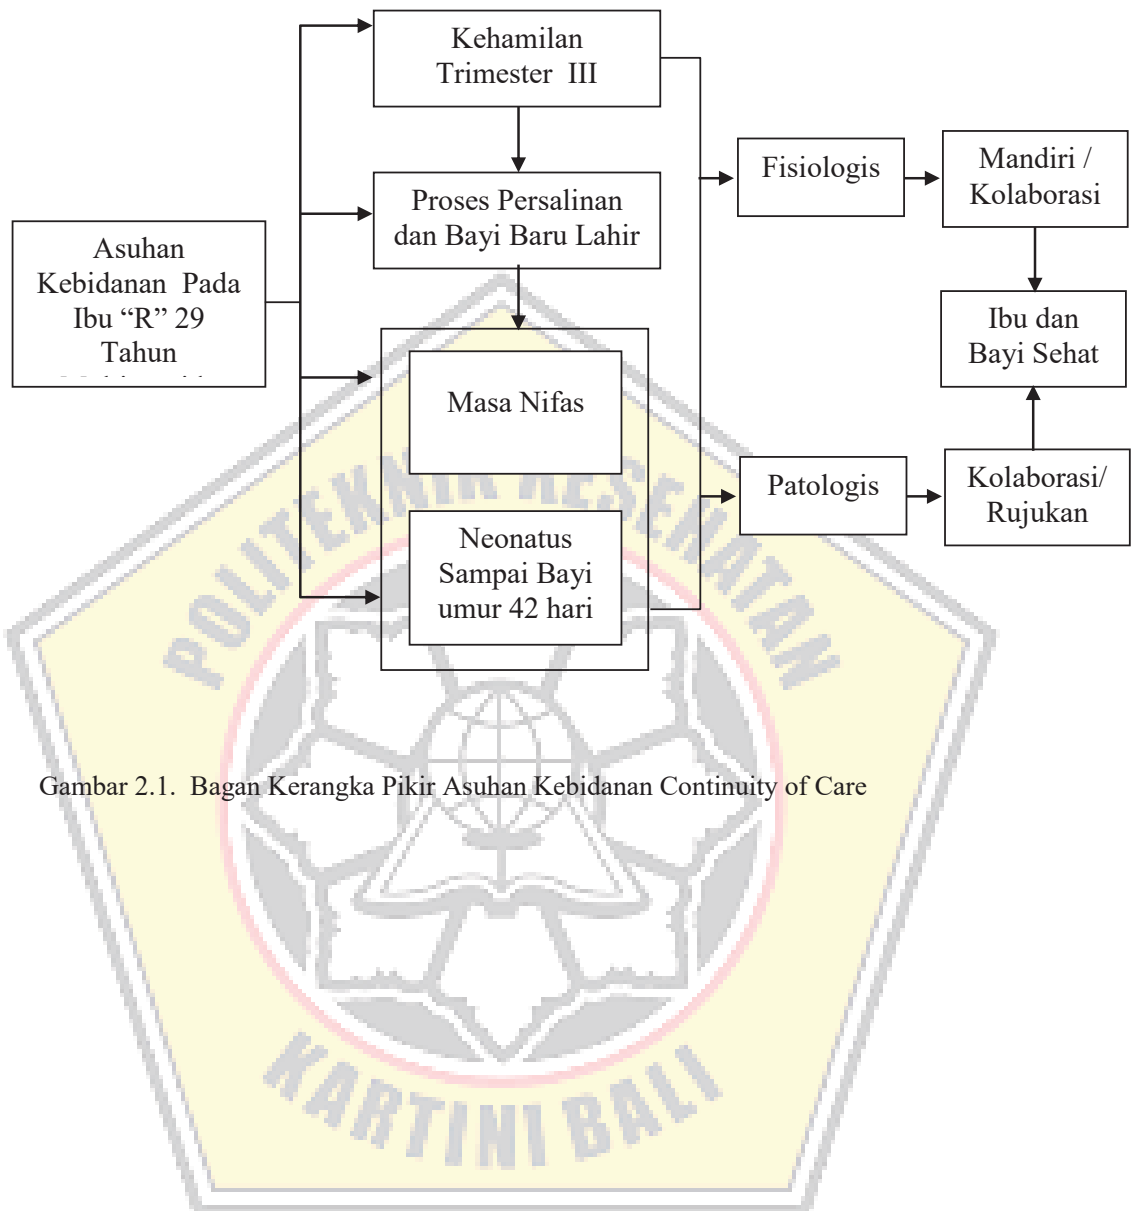 Kehamilan
Trimester III
Proses Persalinan
dan Bayi Baru Lahir
Asuhan
Kebidanan Pada
Ibu “R” 29
Tahun
Masa Nifas
Neonatus
Sampai Bayi
umur 42 hari
Fisiologis
Mandiri /
Kolaborasi
Ibu dan
Bayi Sehat
Patologis
Kolaborasi/
Rujukan
Gambar 2.1. Bagan Kerangka Pikir Asuhan Kebidanan Continuity of Care
POLITEKNIK KESEHATAN
KARTINI BALI